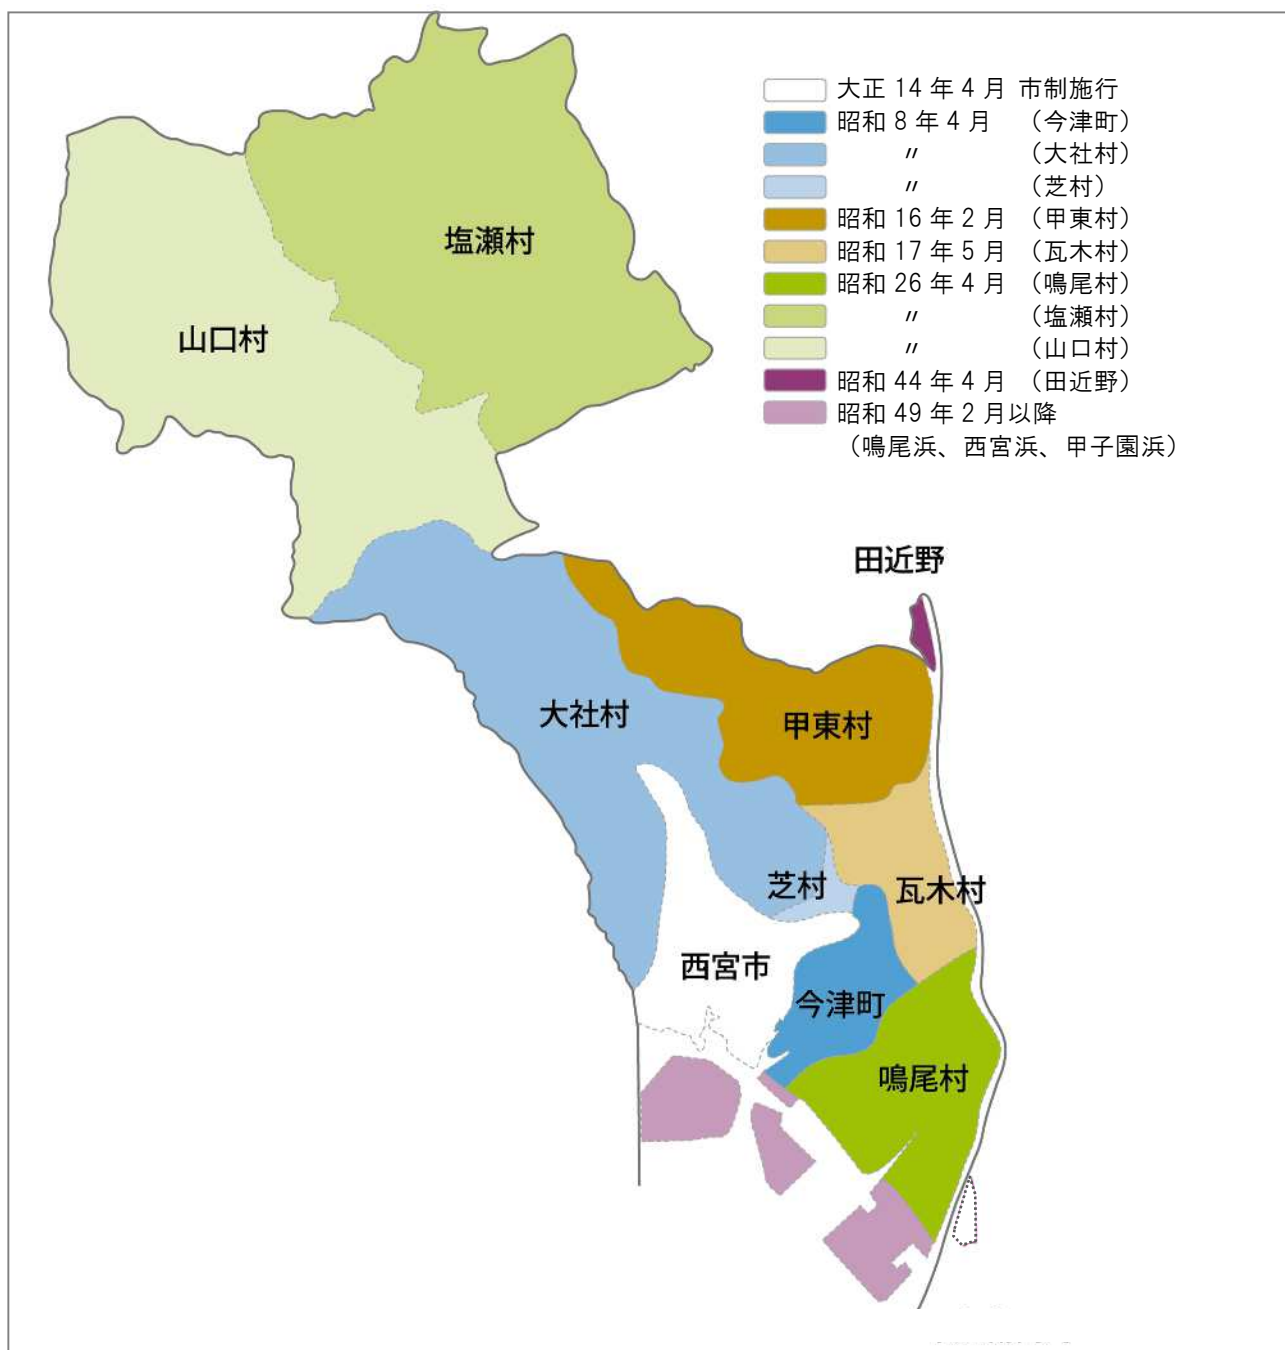 大正 14 年 4 月 市制施行
昭和 8 年 4 月 （今津町）
〃 （大社村）
〃 （芝村）
昭和 16 年 2 月 （甲東村）
昭和 17 年 5 月 （瓦木村）
昭和 26 年 4 月 （鳴尾村）
〃 （塩瀬村）
〃 （山口村）
昭和 44 年 4 月 （田近野）
昭和 49 年 2 月以降
（鳴尾浜、西宮浜、甲子園浜）
塩瀬村
山口村
田近野
大社村
甲東村
芝村
瓦木村
西宮市
今津町
鳴尾村